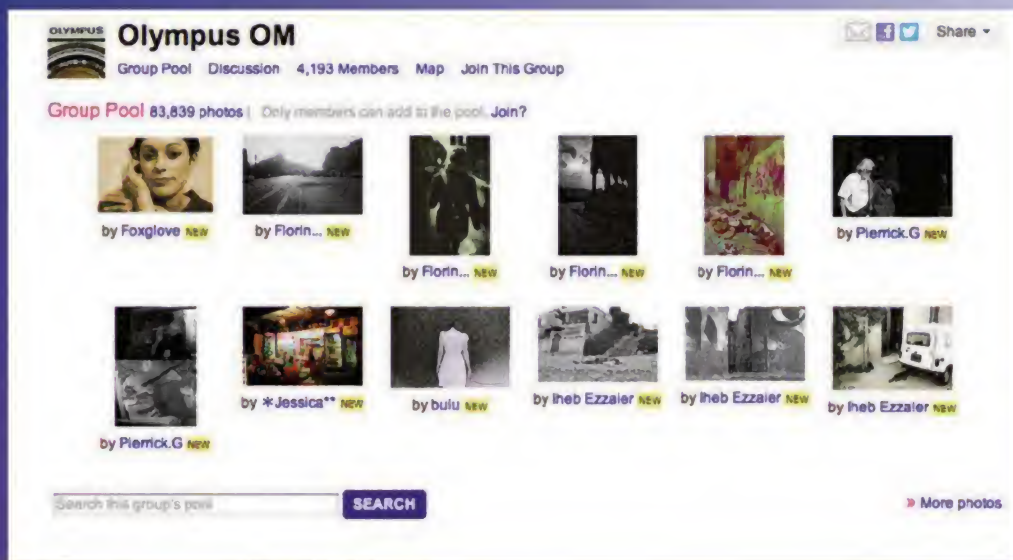 OLYMPUS
Olympus OM
Share
Group Pool Discussion 4,193 Members Map Join This Group
Group Pool 83,839 photos | Only members can add to the pool. Join?
by Foxglove NEW
by Florin... NEW
by Florin... NEW
by Florin... NEW
by Florin... NEW
by Pierrick.G NEW
by Pierrick.G NEW
by *Jessica** NEW
by bulu NEW
by Iheb Ezzaier NEW
by Iheb Ezzaier NEW
by Iheb Ezzaier NEW
Search this group's pool
SEARCH
» More photos